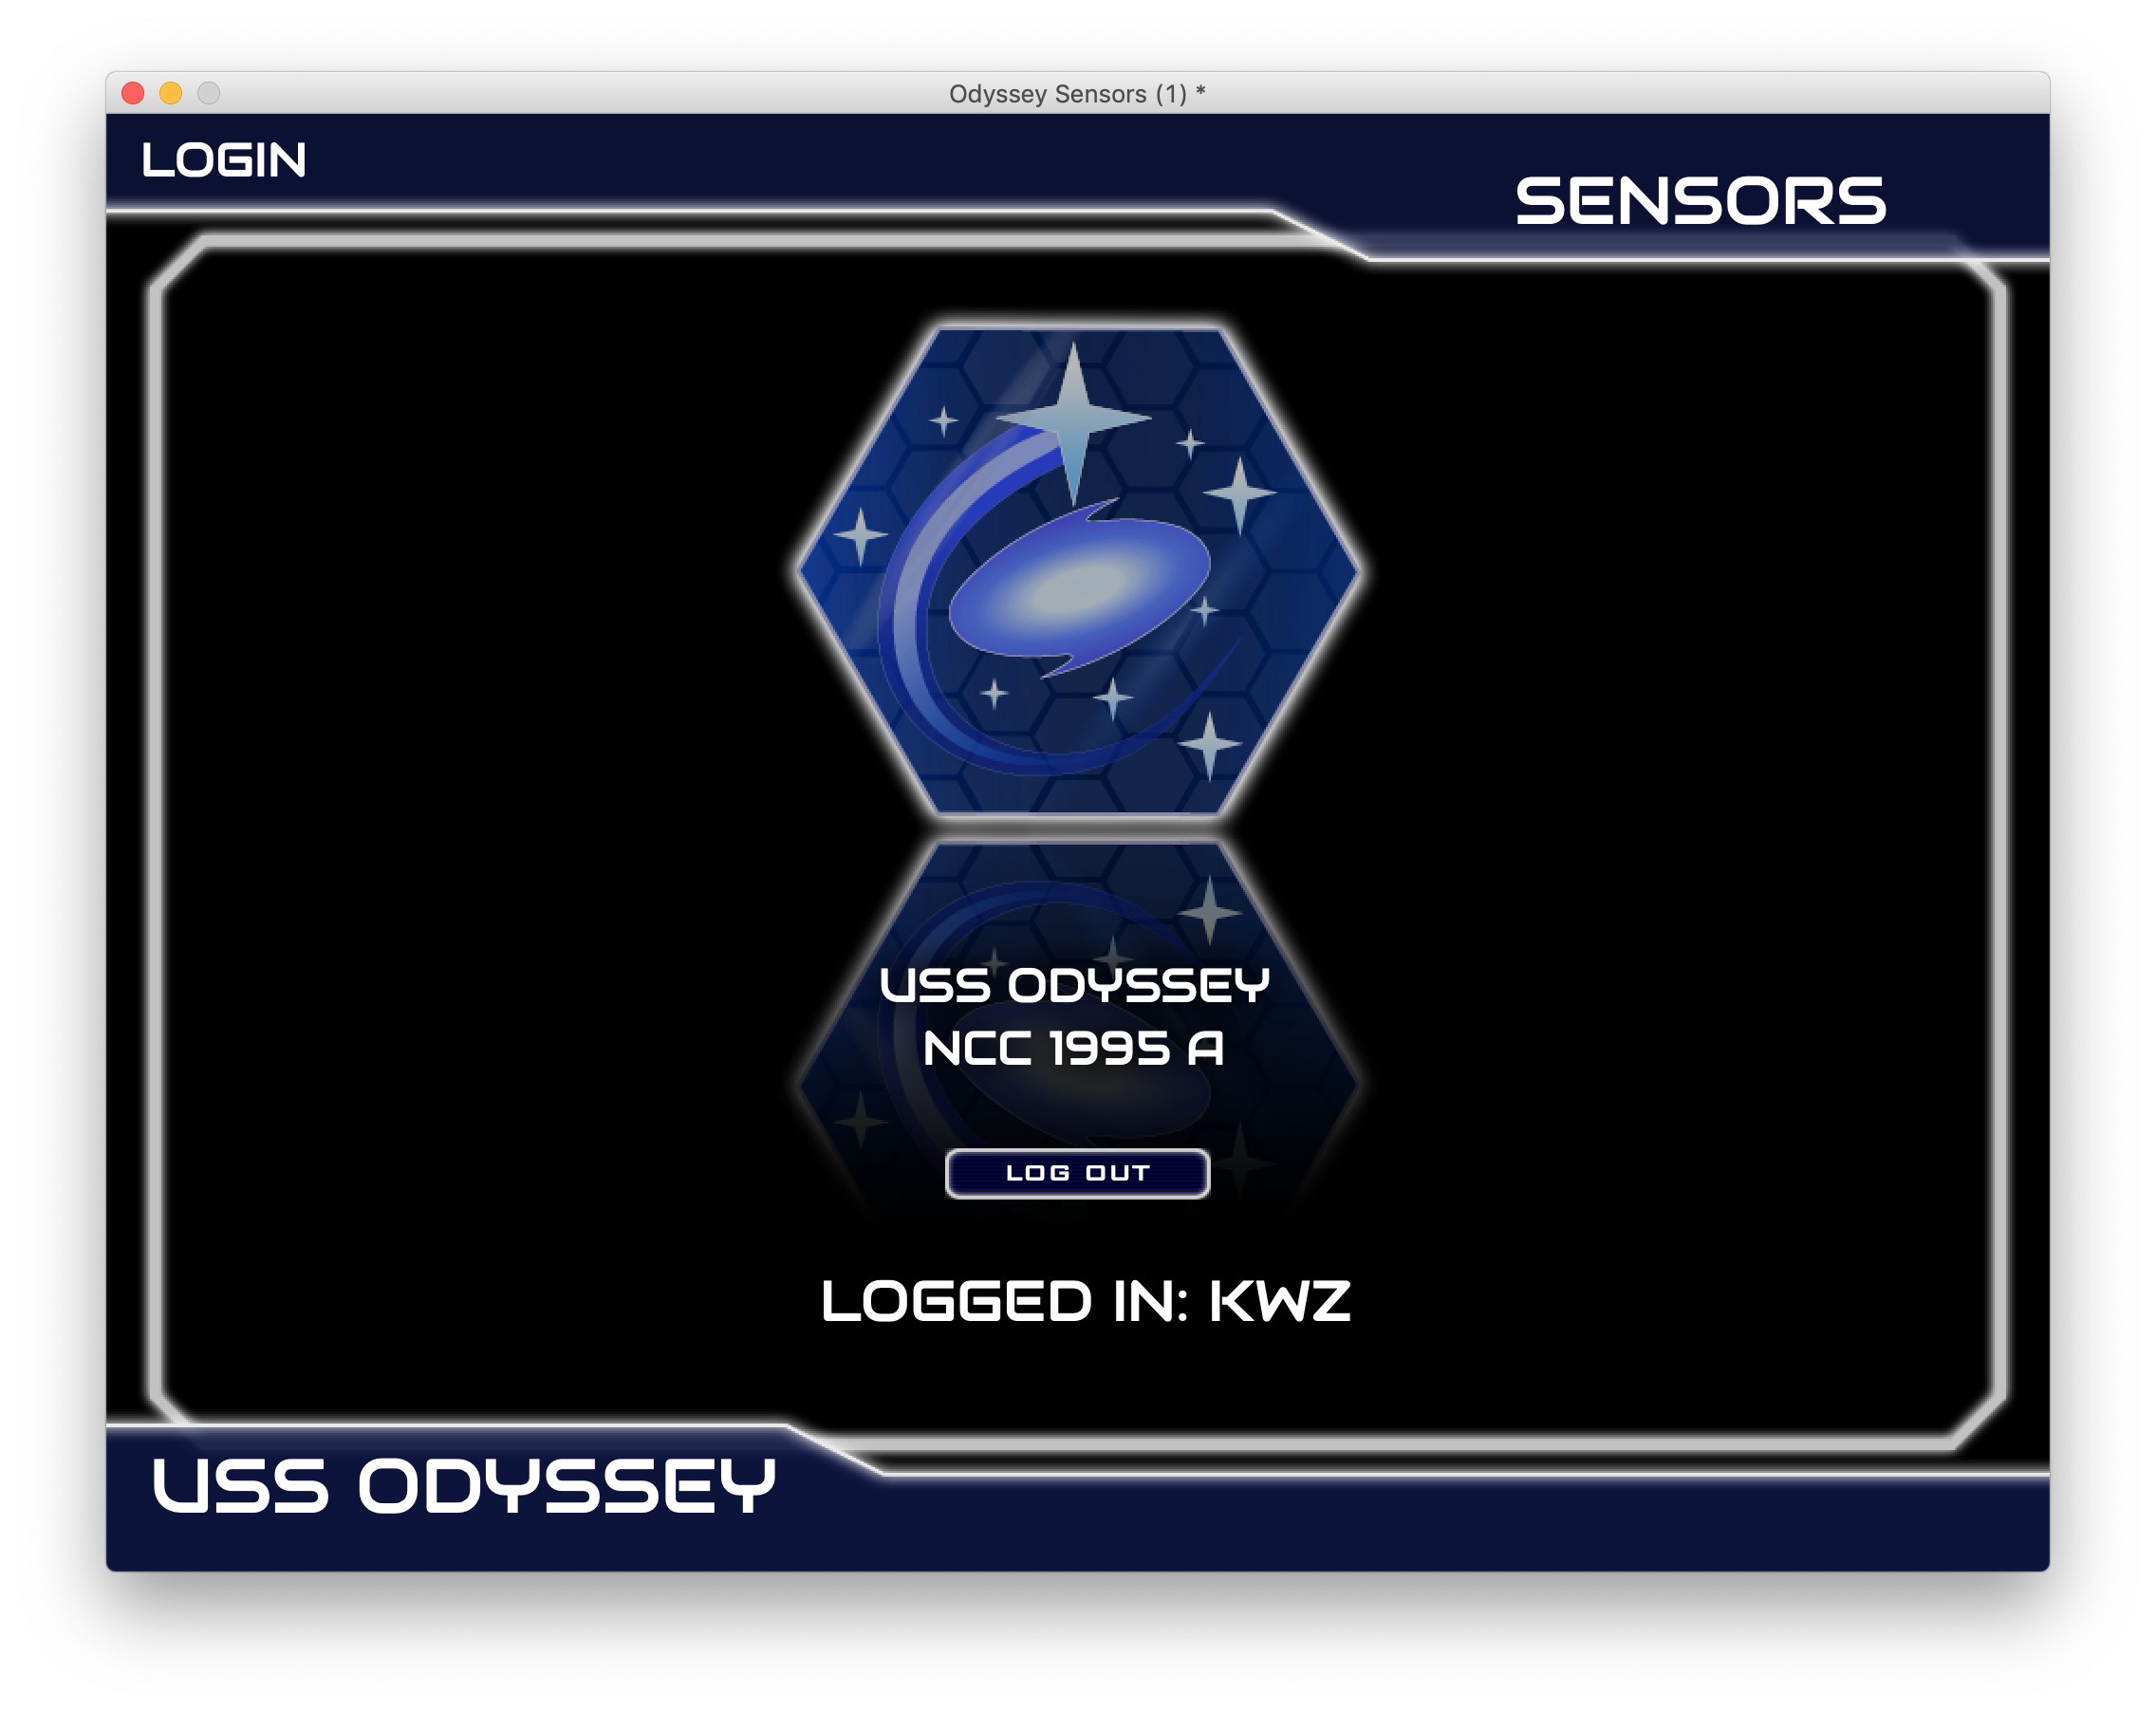 Odyssey Sensors (1) *
LOGIN
SENSORS
USS ODYSSEY
NCC 1995 A
LOG OUT
LOGGED IN: KWZ
USS ODYSSEY